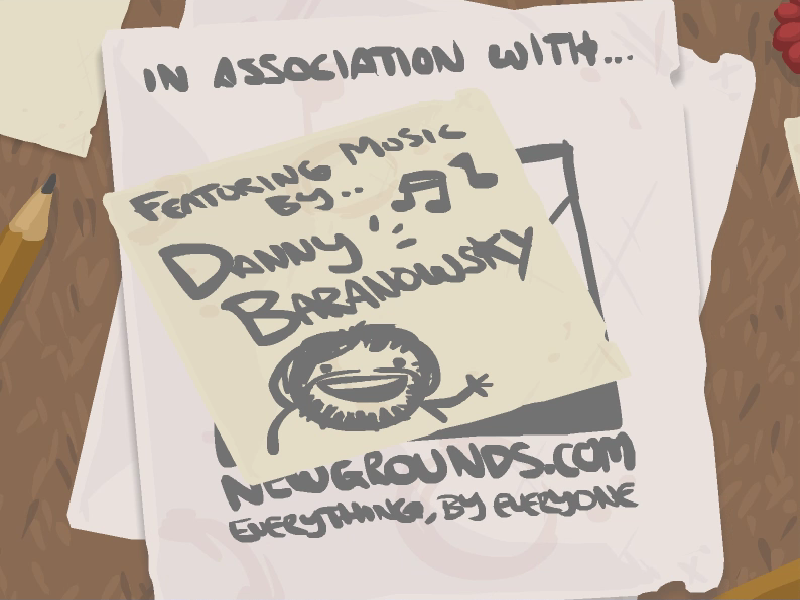 IN ASSOCIATION WITH...
FEATURING MUSIC
BY..
DANNY
BARANOWSKY
NEWGROUNDS.COM
EVERYTHING, BY EVERYONE